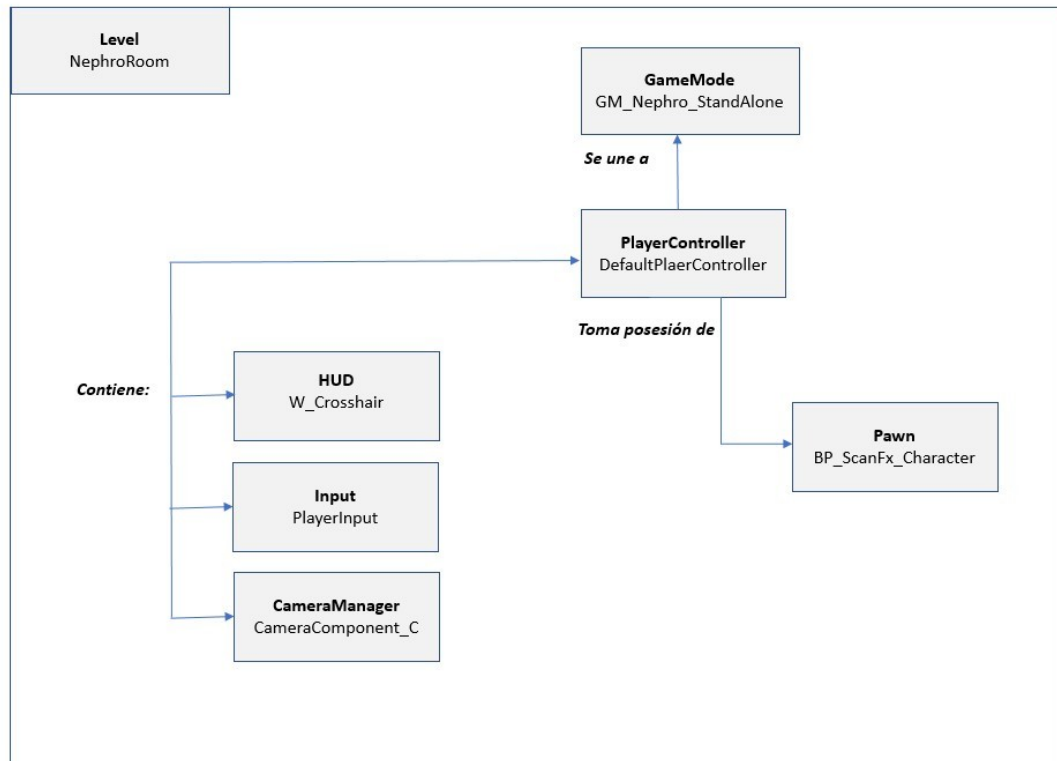 Level
NephroRoom
GameMode
GM_Nephro_StandAlone
Se une a
PlayerController
DefaultPlaerController
Toma posesión de
Contiene:
HUD
W_Crosshair
Pawn
BP_ScanFx_Character
Input
PlayerInput
CameraManager
CameraComponent_C